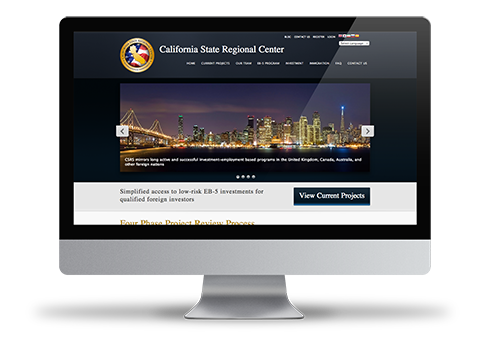 BLOG CONTACT US REGISTER LOGIN
Select Language
California State Regional Center
HOME CURRENT PROJECTS OUR TEAM EB-5 PROGRAM INVESTMENT IMMIGRATION FAQ CONTACT US
CSRS mirrors long active and successful investment-employment based programs in the United Kingdom, Canada, Australia, and
other foreign nations
Simplified access to low-risk EB-5 investments for
qualified foreign investors
View Current Projects
Four Phase Project Review Process